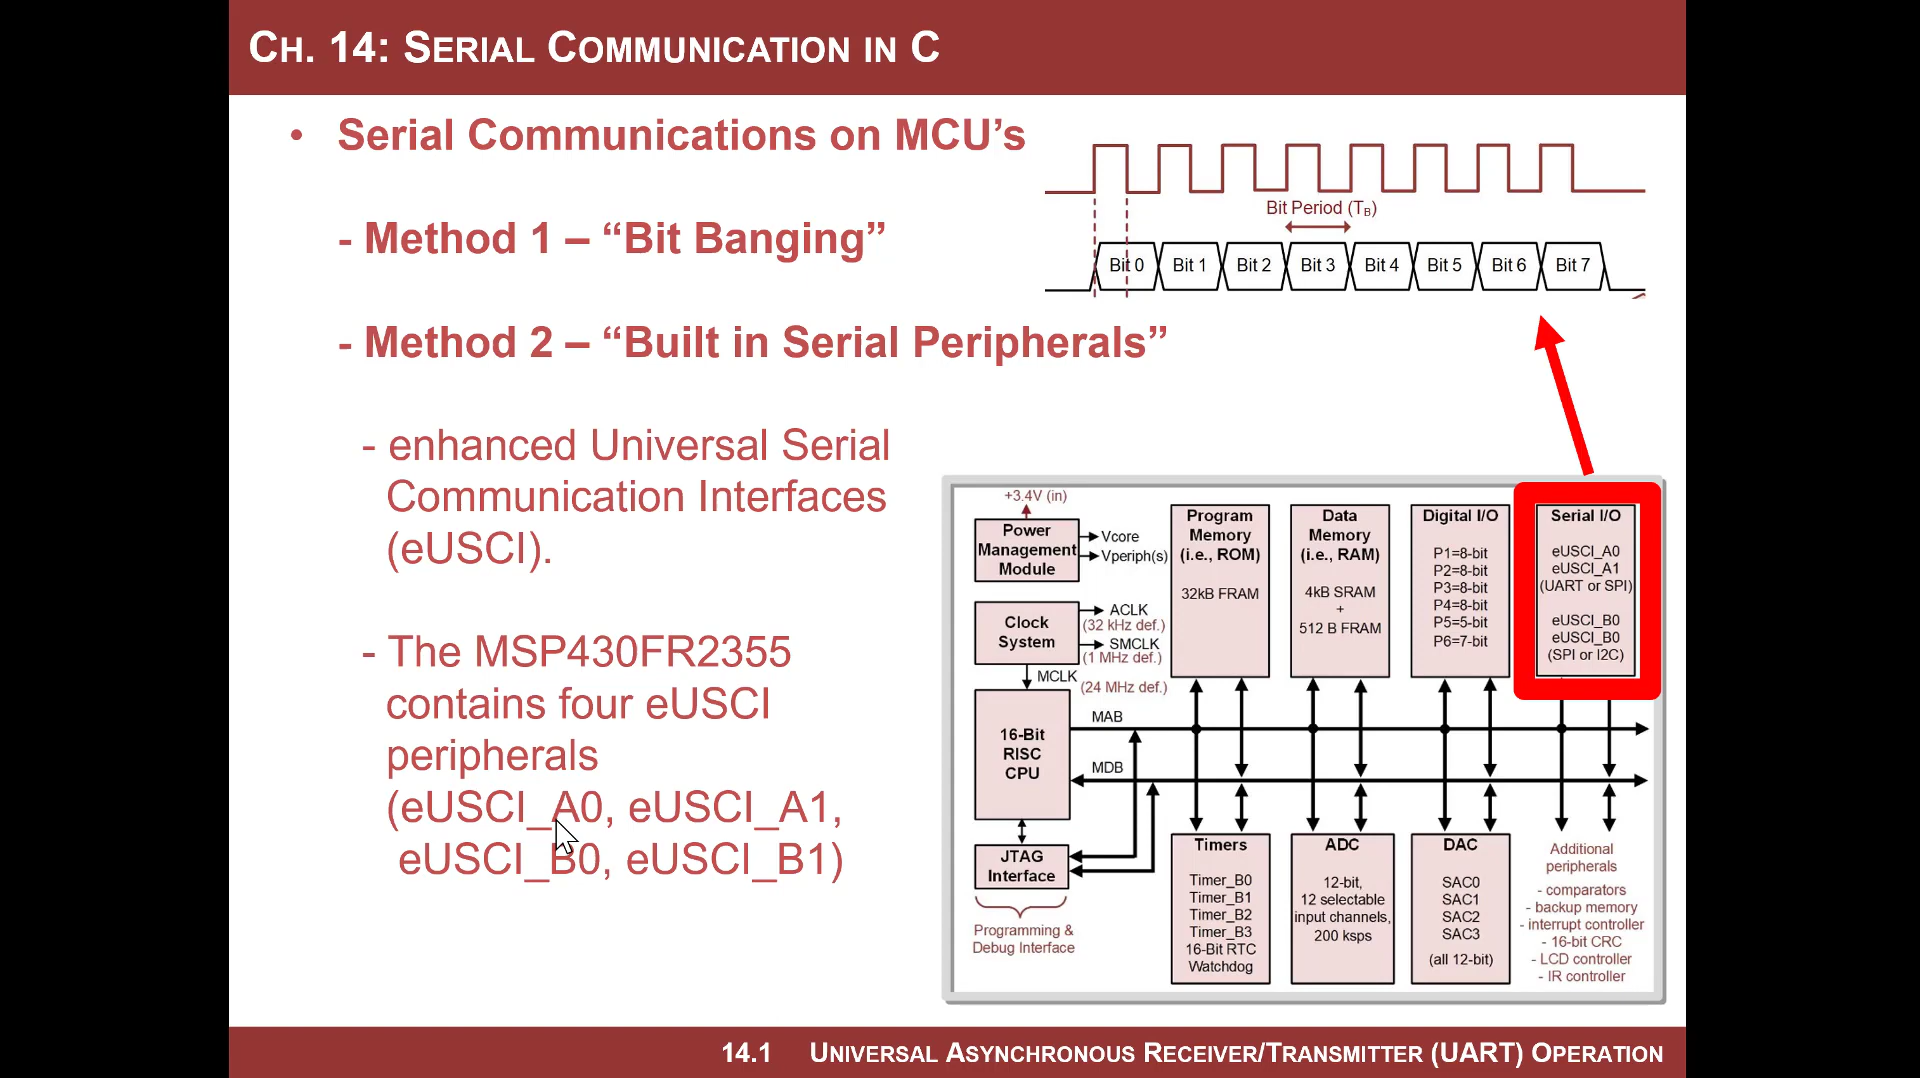 CH. 14: SERIAL COMMUNICATION IN C
• Serial Communications on MCU's
- Method 1 – “Bit Banging”
- Method 2 – “Built in Serial Peripherals”
- enhanced Universal Serial
Communication Interfaces
(eUSCI).
- The MSP430FR2355
contains four eUSCI
peripherals
(eUSCI_A0, eUSCI_A1,
eUSCI_B0, eUSCI_B1)
Bit Period (TB)
Bit 0 Bit 1 Bit 2 Bit 3 Bit 4 Bit 5 Bit 6 Bit 7
+3.4V (in)
Power
Management
Module
Vcore
Vperiph(s)
Clock
System
ACLK
(32 kHz def.)
SMCLK
(1 MHz def.)
MCLK
(24 MHz def.)
16-Bit
RISC
CPU
MAB
MDB
JTAG
Interface
Programming &
Debug Interface
Program
Memory
(i.e., ROM)
32kB FRAM
Data
Memory
(i.e., RAM)
4kB SRAM
+
512 B FRAM
Digital I/O
P1=8-bit
P2=8-bit
P3=8-bit
P4=8-bit
P5=5-bit
P6=7-bit
Serial I/O
eUSCI_A0
eUSCI_A1
(UART or SPI)
eUSCI_B0
eUSCI_B0
(SPI or I2C)
Timers
Timer_B0
Timer_B1
Timer_B2
Timer_B3
16-Bit RTC
Watchdog
ADC
12-bit,
12 selectable
input channels,
200 ksps
DAC
SAC0
SAC1
SAC2
SAC3
(all 12-bit)
Additional
peripherals
- comparators
- backup memory
- interrupt controller
- 16-bit CRC
- LCD controller
- IR controller
14.1 UNIVERSAL ASYNCHRONOUS RECEIVER/TRANSMITTER (UART) OPERATION